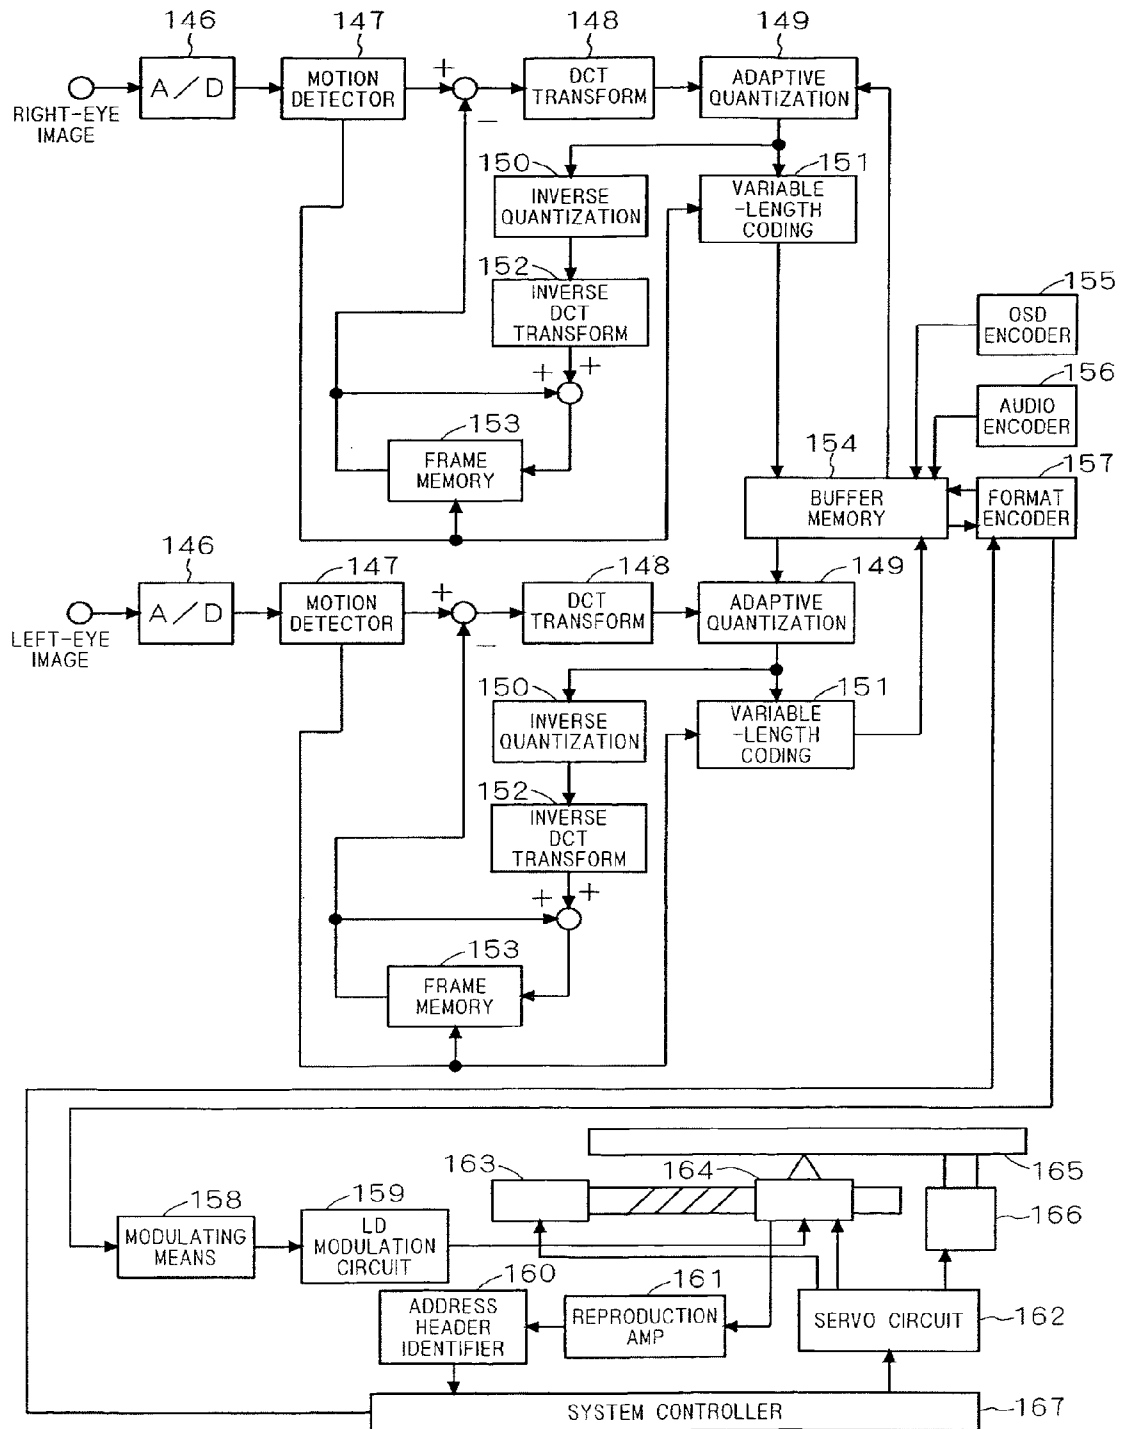 146
147
148
149
A/D
MOTION
DETECTOR
+
−
DCT
TRANSFORM
ADAPTIVE
QUANTIZATION
RIGHT-EYE
IMAGE
150
INVERSE
QUANTIZATION
151
VARIABLE
-LENGTH
CODING
152
INVERSE
DCT
TRANSFORM
+ +
155
OSD
ENCODER
156
AUDIO
ENCODER
153
FRAME
MEMORY
154
BUFFER
MEMORY
157
FORMAT
ENCODER
146
147
148
149
A/D
MOTION
DETECTOR
+
−
DCT
TRANSFORM
ADAPTIVE
QUANTIZATION
LEFT-EYE
IMAGE
150
INVERSE
QUANTIZATION
151
VARIABLE
-LENGTH
CODING
152
INVERSE
DCT
TRANSFORM
+ +
153
FRAME
MEMORY
163
164
165
166
158
MODULATING
MEANS
159
LD
MODULATION
CIRCUIT
160
ADDRESS
HEADER
IDENTIFIER
161
REPRODUCTION
AMP
SERVO CIRCUIT
162
SYSTEM CONTROLLER
167